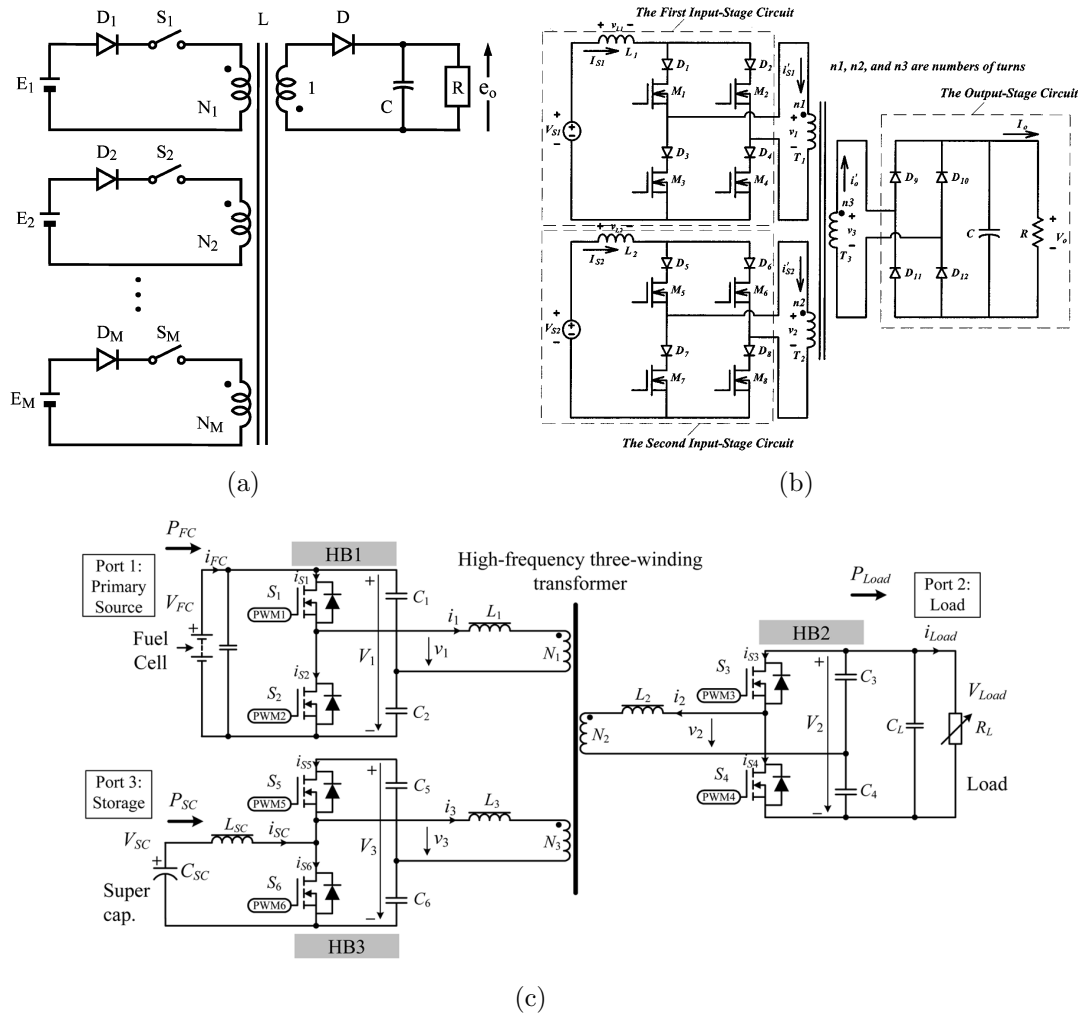 D1 S1 L D
E1 N1 1 C R eo
D2 S2
E2 N2
DM SM
EM NM
(a)
The First Input-Stage Circuit
+ vL1 −
IS1 L1
D1 D2
M1 M2
i'S1
n1
+ VS1 −
+ v1 −
T1
D3 D4
M3 M4
n1, n2, and n3 are numbers of turns
The Output-Stage Circuit
Io
i'o
n3
+ v3 −
T3
D9 D10
C R + Vo −
D11 D12
+ vL2 −
IS2 L2
D5 D6
M5 M6
i'S2
n2
+ VS2 −
+ v2 −
T2
D7 D8
M7 M8
The Second Input-Stage Circuit
(b)
PFC
Port 1:
Primary
Source
iFC
HB1
VFC
Fuel
Cell
+
S1 iS1
PWM1
+ C1
V1
i1 L1
v1
N1
S2 iS2
PWM2
− C2
High-frequency three-winding
transformer
PLoad
Port 2:
Load
HB2
iLoad
S3 iS3
PWM3
+ C3
L2 i2
v2
N2
V2
CL
VLoad
RL
Load
S4 iS4
PWM4
− C4
Port 3:
Storage
PSC
VSC
LSC iSC
+
CSC
Super
cap.
S5 iS5
PWM5
+ C5
V3
i3 L3
v3
N3
S6 iS6
PWM6
− C6
HB3
(c)